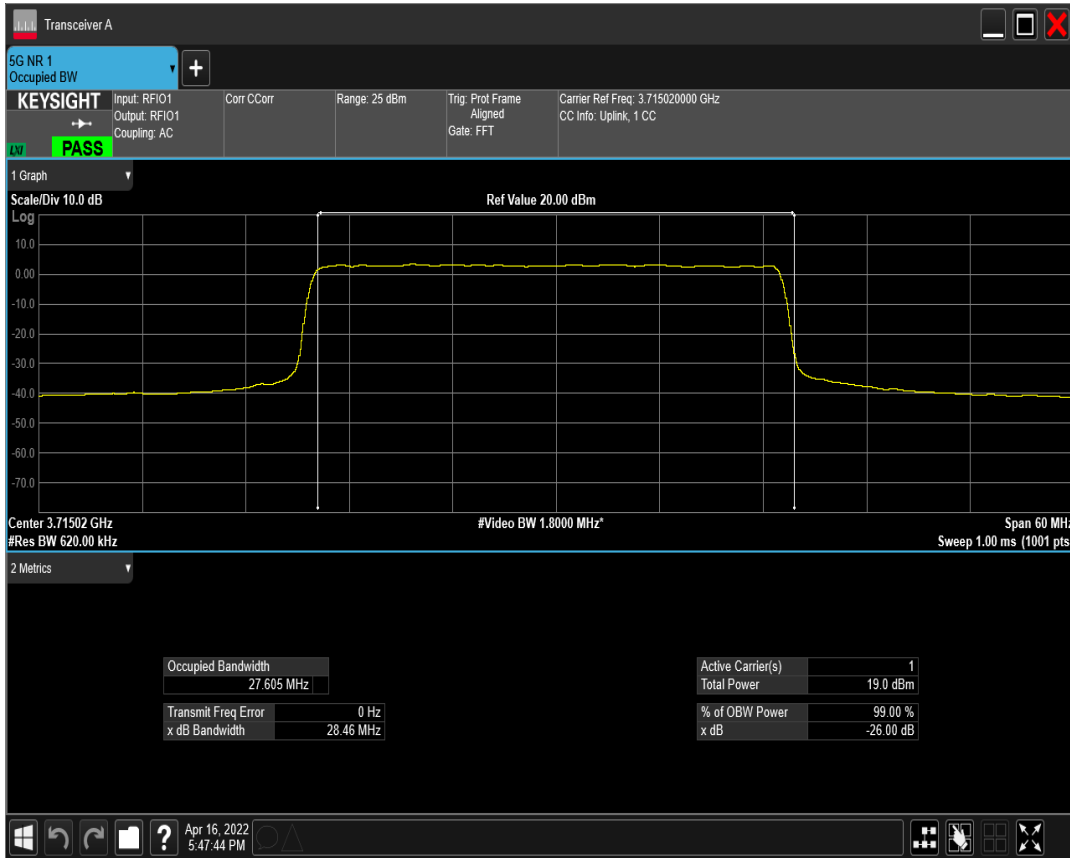 Transceiver A
5G NR 1
Occupied BW
+
KEYSIGHT
LXI
PASS
Input: RFIO1
Output: RFIO1
Coupling: AC
Corr CCorr
Range: 25 dBm
Trig: Prot Frame
Aligned
Gate: FFT
Carrier Ref Freq: 3.715020000 GHz
CC Info: Uplink, 1 CC
1 Graph
Scale/Div 10.0 dB
Ref Value 20.00 dBm
Log
10.0
0.00
-10.0
-20.0
-30.0
-40.0
-50.0
-60.0
-70.0
Center 3.71502 GHz
#Video BW 1.8000 MHz*
Span 60 MHz
#Res BW 620.00 kHz
Sweep 1.00 ms (1001 pts
2 Metrics
Occupied Bandwidth
27.605 MHz
Transmit Freq Error 0 Hz
x dB Bandwidth 28.46 MHz
Active Carrier(s) 1
Total Power 19.0 dBm
% of OBW Power 99.00 %
x dB -26.00 dB
?
Apr 16, 2022
5:47:44 PM